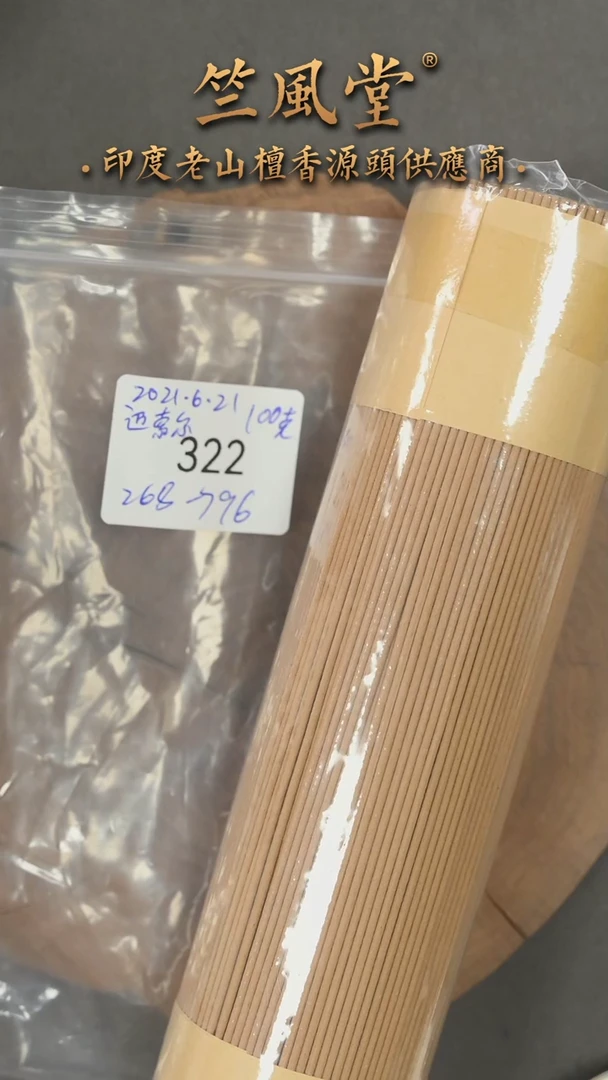 竺風堂®
·印度老山檀香源頭供應商·
2021.6.21
迈索尔 100克
322
268-796